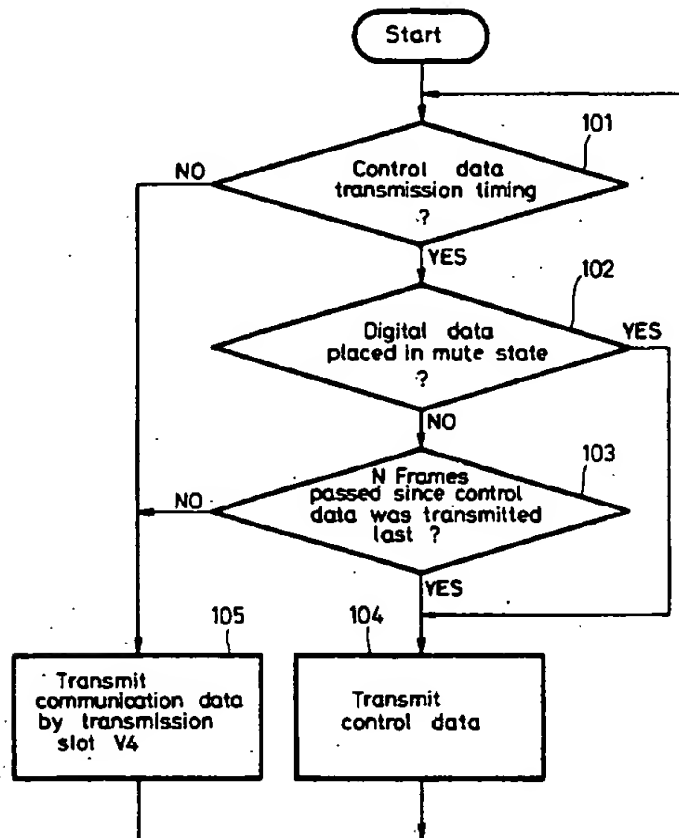 Start
101
Control data
transmission timing
?
NO
YES
102
Digital data
placed in mute state
?
YES
NO
103
N Frames
passed since control
data was transmitted
last ?
NO
YES
105
Transmit
communication data
by transmission
slot V4
104
Transmit
control data